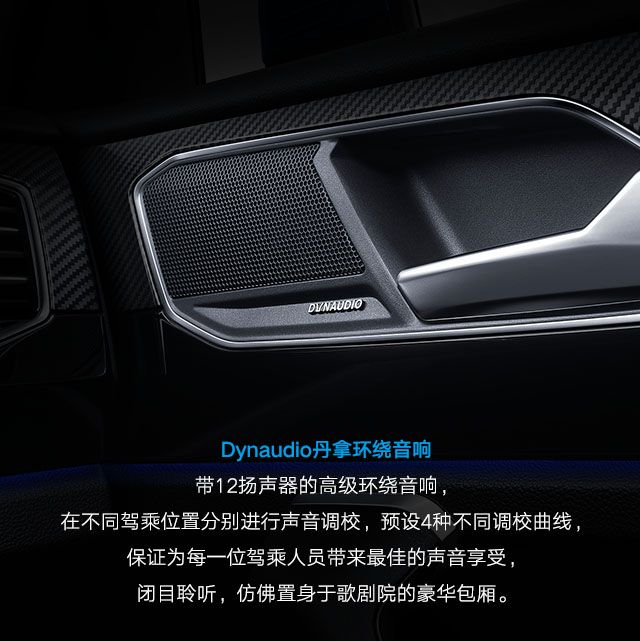 DYNAUDIO
Dynaudio丹拿环绕音响
带12扬声器的高级环绕音响，
在不同驾乘位置分别进行声音调校，预设4种不同调校曲线，
保证为每一位驾乘人员带来最佳的声音享受，
闭目聆听，仿佛置身于歌剧院的豪华包厢。